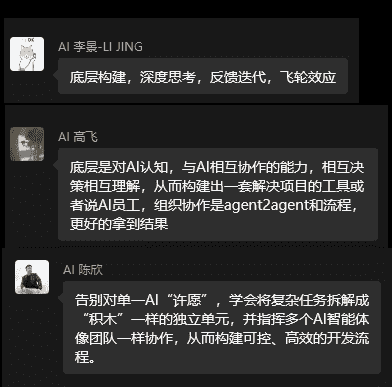 AI 李景-LI JING
底层构建，深度思考，反馈迭代，飞轮效应
AI 高飞
底层是对AI认知，与AI相互协作的能力，相互决
策相互理解，从而构建出一套解决项目的工具或
者说AI员工，组织协作是agent2agent和流程，
更好的拿到结果
AI 陈欣
告别对单一AI“许愿”，学会将复杂任务拆解成
“积木”一样的独立单元，并指挥多个AI智能体
像团队一样协作，从而构建可控、高效的开发流
程。